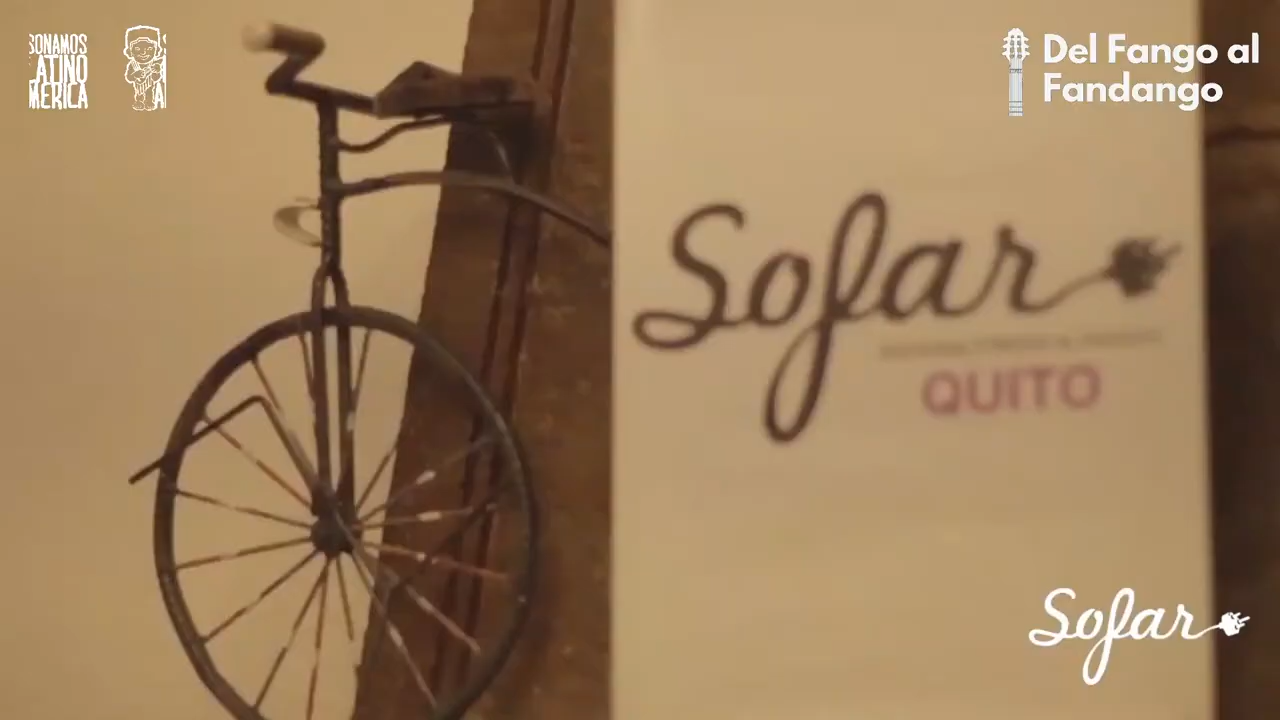 SONAMOS
LATINO
AMERICA
Del Fango al
Fandango
Sofar
QUITO
Sofar